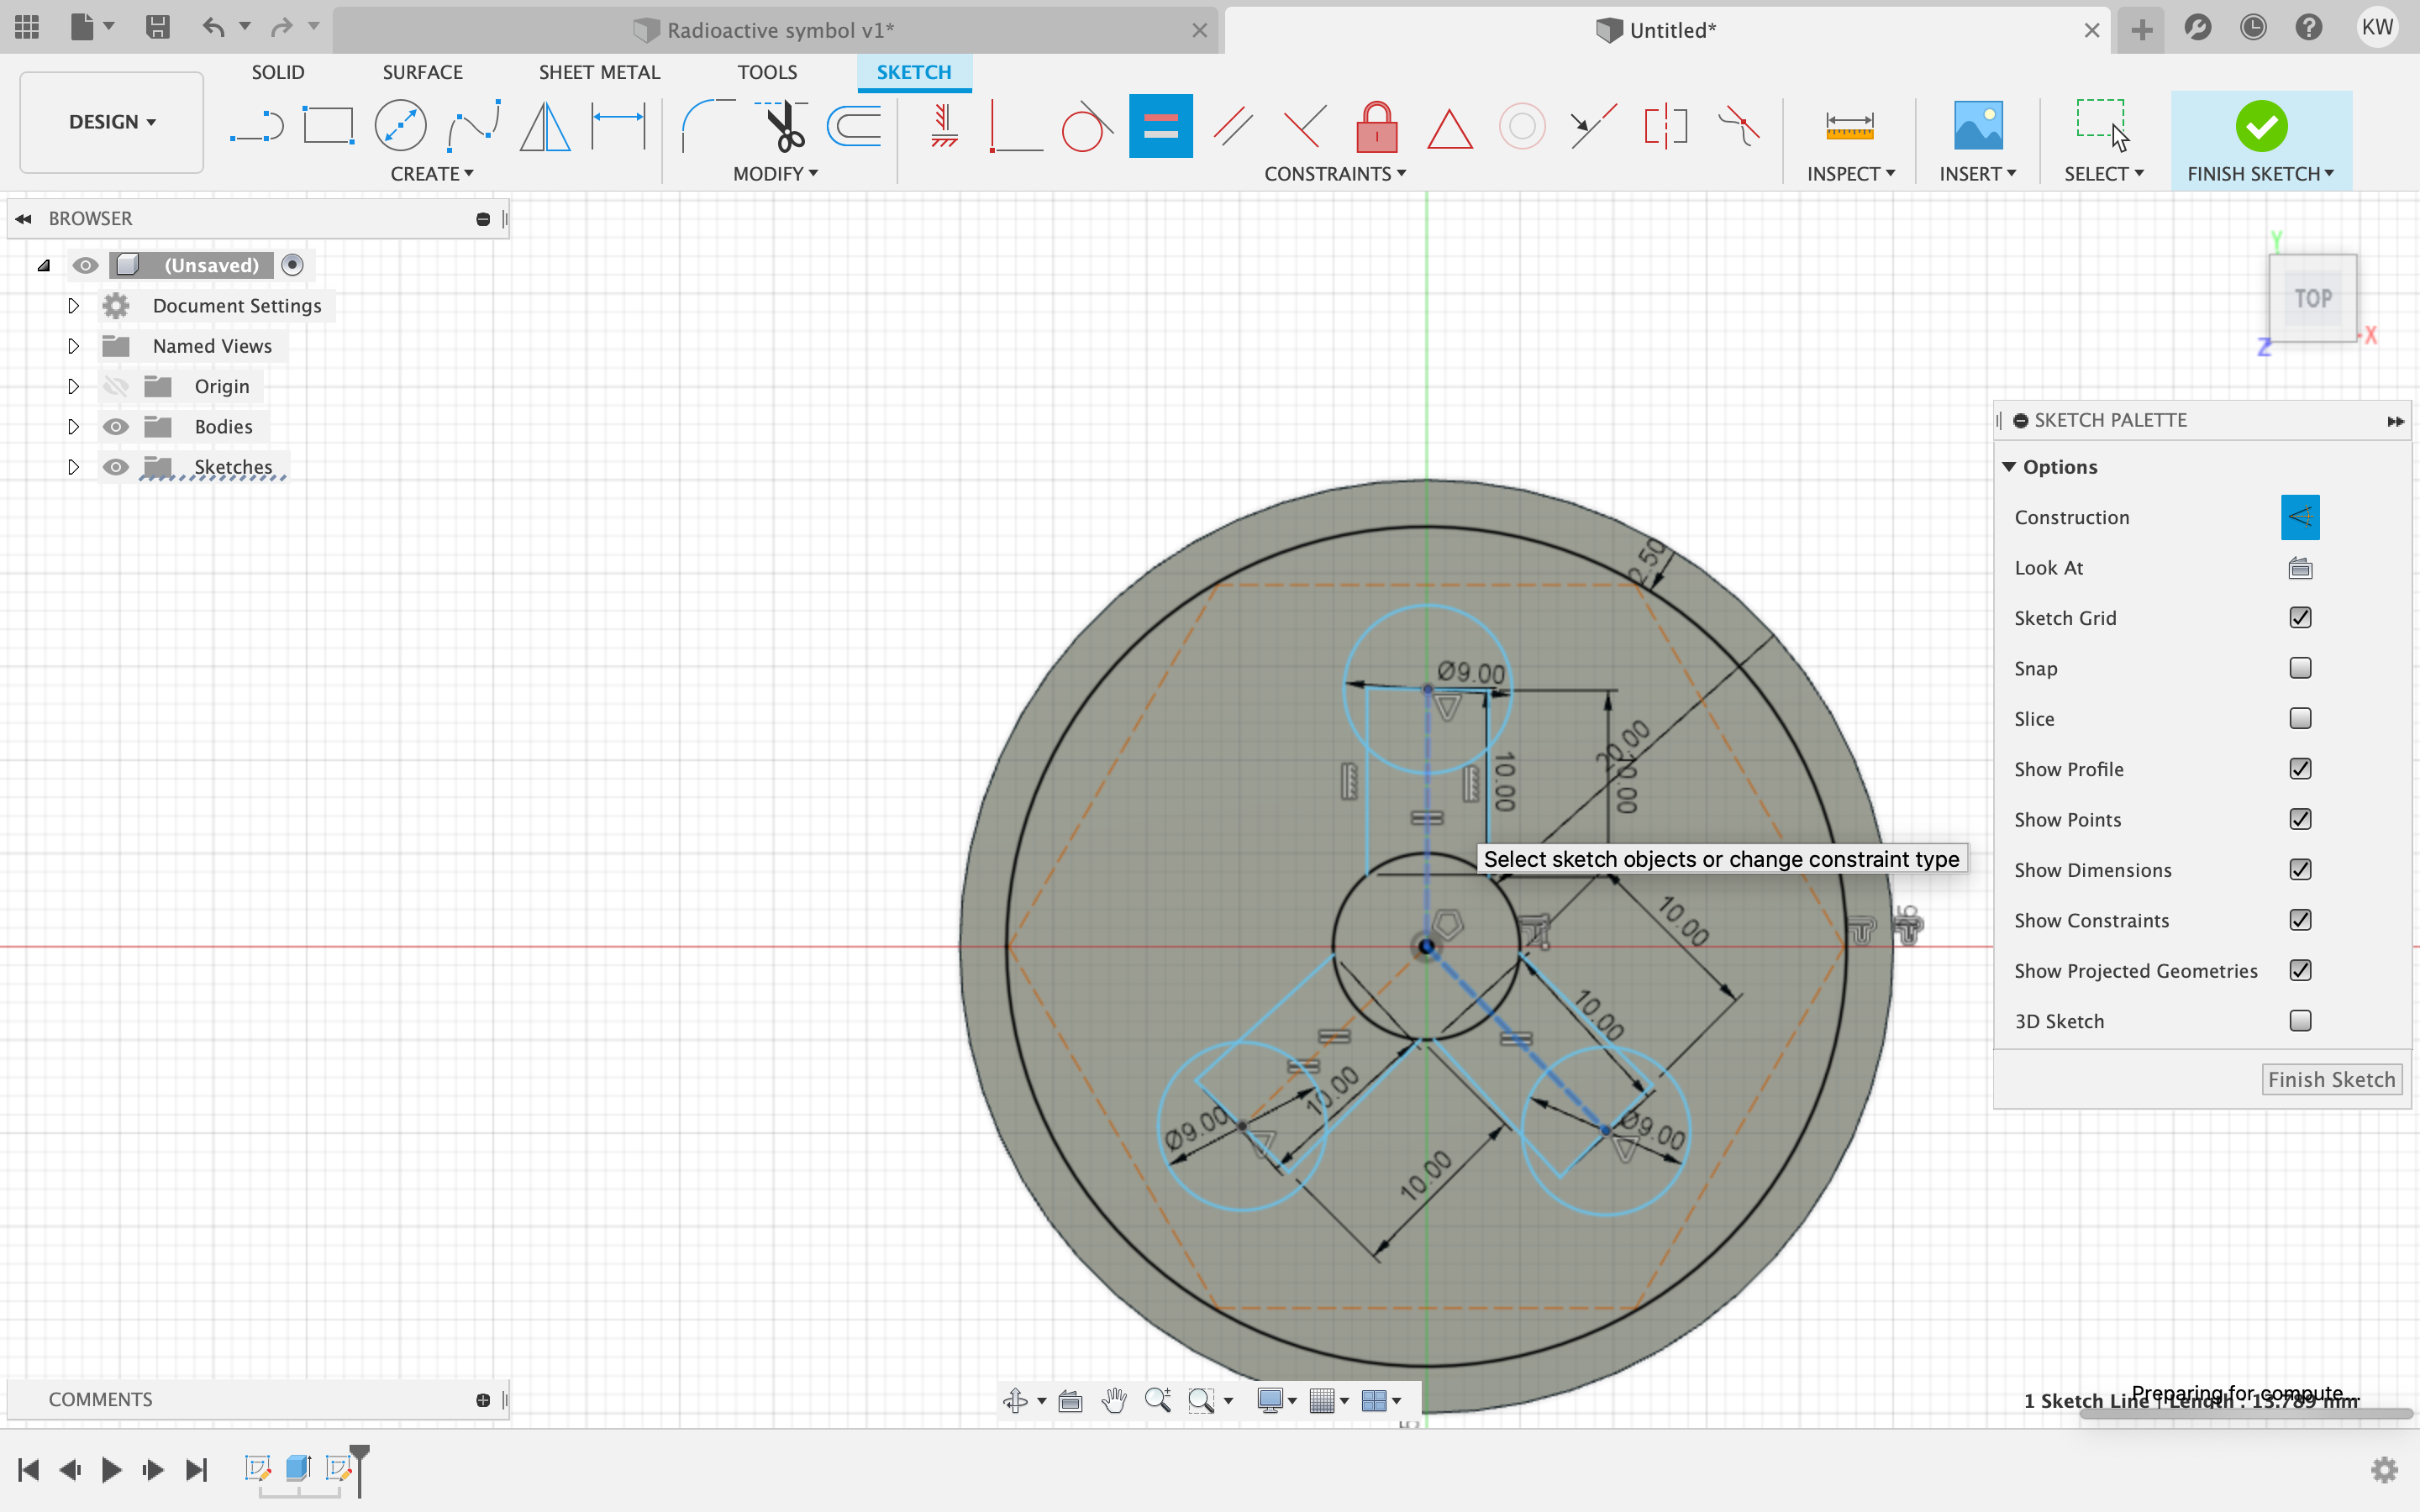 Radioactive symbol v1*
Untitled*
KW
SOLID
SURFACE
SHEET METAL
TOOLS
SKETCH
DESIGN
CREATE
MODIFY
CONSTRAINTS
INSPECT
INSERT
SELECT
FINISH SKETCH
BROWSER
(Unsaved)
Document Settings
Named Views
Origin
Bodies
Sketches
Y
TOP
X
Z
SKETCH PALETTE
Options
Construction
Look At
Sketch Grid
Snap
Slice
Show Profile
Show Points
Show Dimensions
Show Constraints
Show Projected Geometries
3D Sketch
Finish Sketch
2.50
Ø9.00
20.00
10.00
Select sketch objects or change constraint type
10.00
10.00
10.00
Ø9.00
Ø9.00
10.00
COMMENTS
Preparing for compute...
1 Sketch Line | Length : 13.789 mm